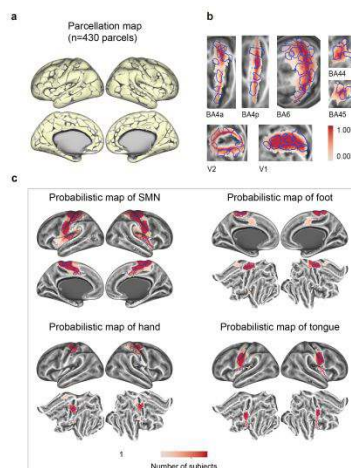 a
Parcellation map
(n=430 parcels)
b
BA4a
BA4p
BA6
BA44
BA45
V2
V1
1.00
0.00
c
Probabilistic map of SMN
Probabilistic map of foot
Probabilistic map of hand
Probabilistic map of tongue
1
Number of subjects